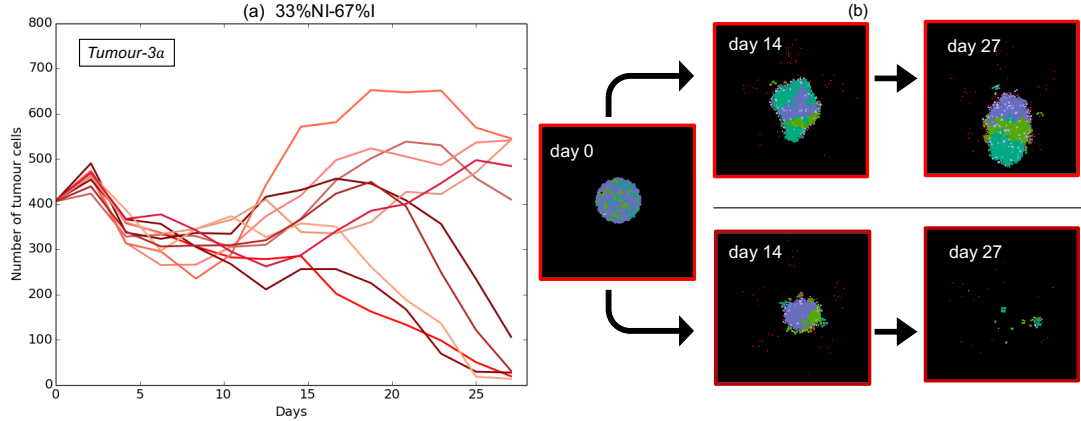 (a) 33%NI-67%I
(b)
Tumour-3a
Number of tumour cells
800
700
600
500
400
300
200
100
0
0 5 10 15 20 25
Days
day 0
day 14
day 27
day 14
day 27